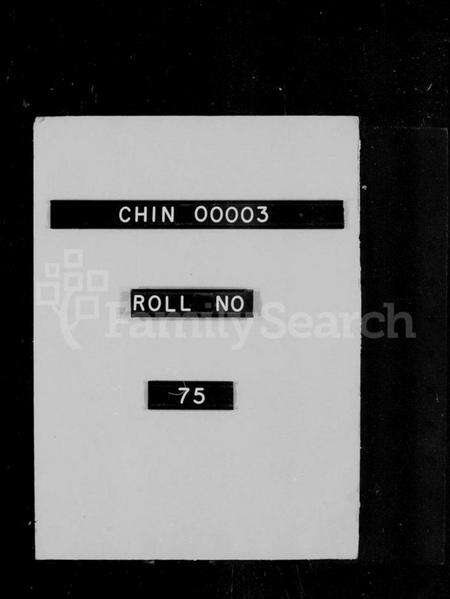 CHIN 00003
ROLL NO
FamilySearch
75